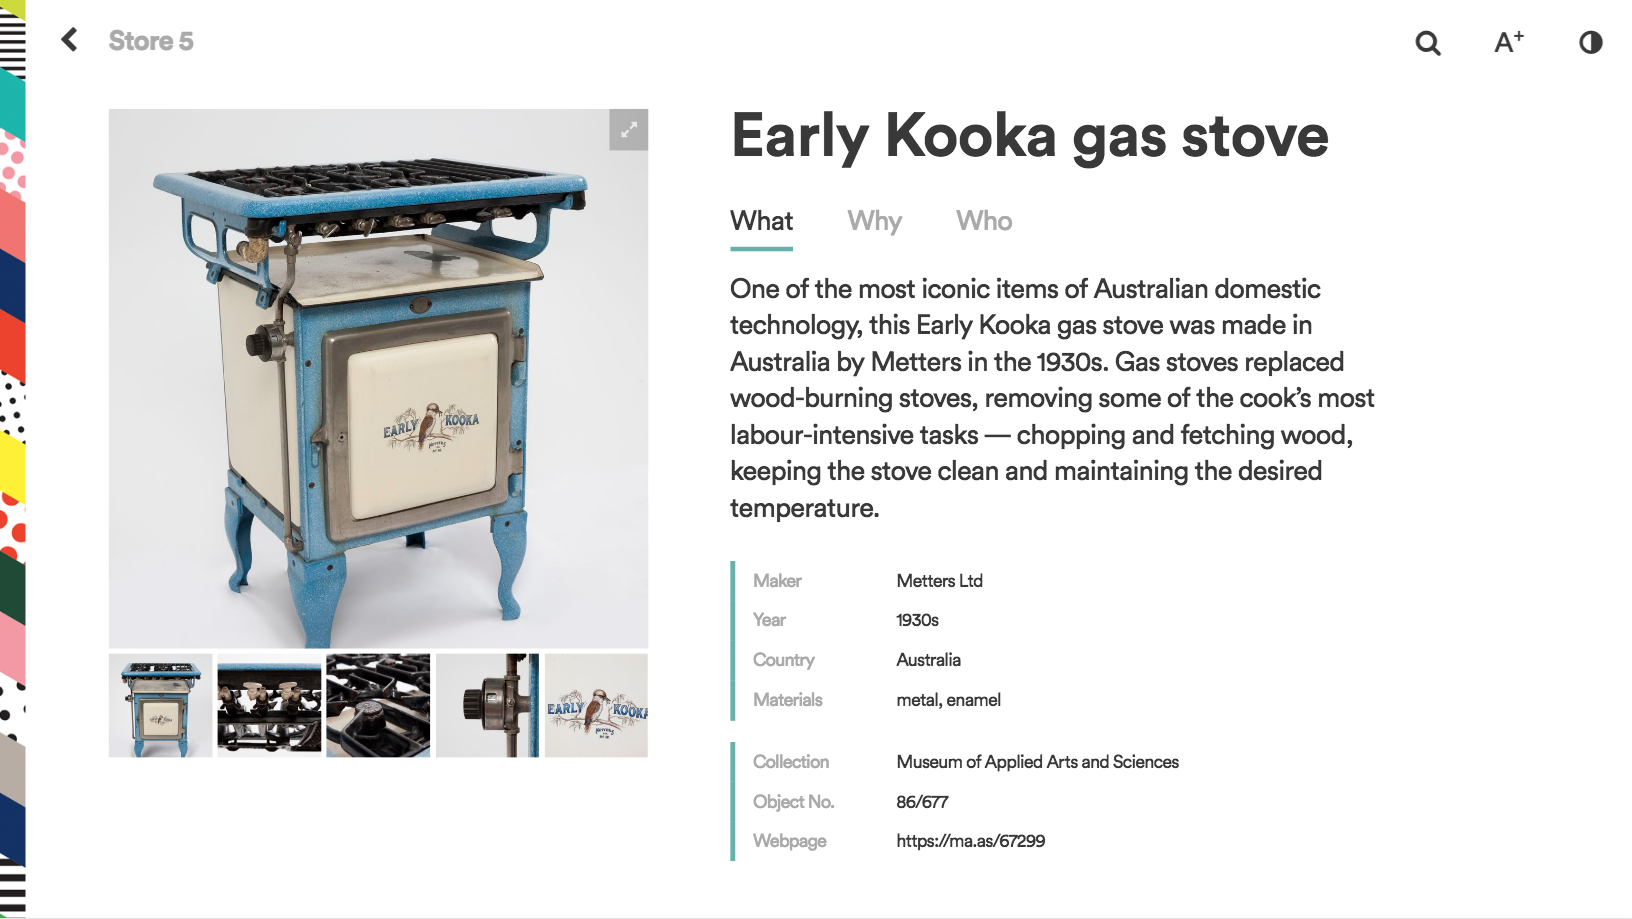 Store 5
A+
Early Kooka gas stove
What Why Who
One of the most iconic items of Australian domestic
technology, this Early Kooka gas stove was made in
Australia by Metters in the 1930s. Gas stoves replaced
wood-burning stoves, removing some of the cook’s most
labour-intensive tasks — chopping and fetching wood,
keeping the stove clean and maintaining the desired
temperature.
Maker Metters Ltd
Year 1930s
Country Australia
Materials metal, enamel
Collection Museum of Applied Arts and Sciences
Object No. 86/677
Webpage https://ma.as/67299
EARLY KOOKA
METTERS
EARLY KOOKA
METTERS